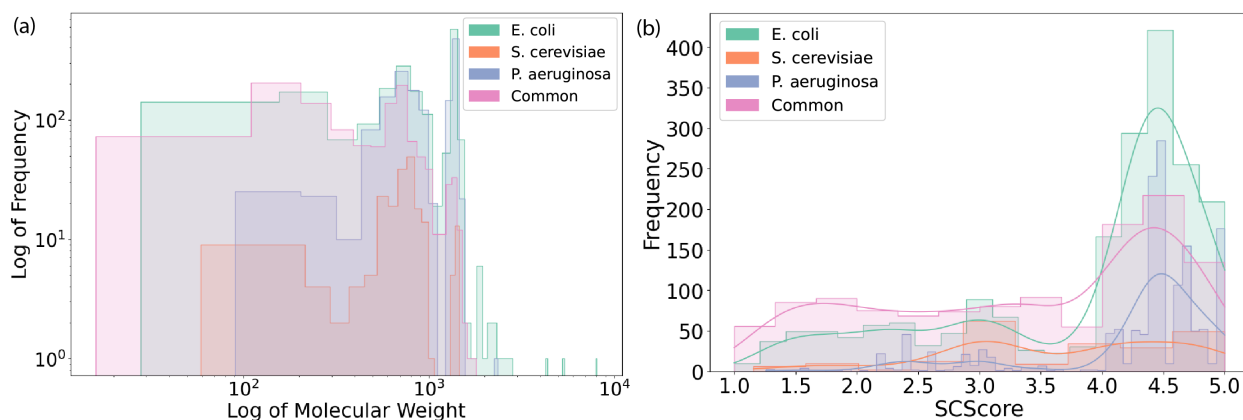 (a)
Log of Frequency
10²
10¹
10⁰
10²
10³
10⁴
Log of Molecular Weight
E. coli
S. cerevisiae
P. aeruginosa
Common
(b)
Frequency
400
350
300
250
200
150
100
50
0
1.0 1.5 2.0 2.5 3.0 3.5 4.0 4.5 5.0
SCScore
E. coli
S. cerevisiae
P. aeruginosa
Common